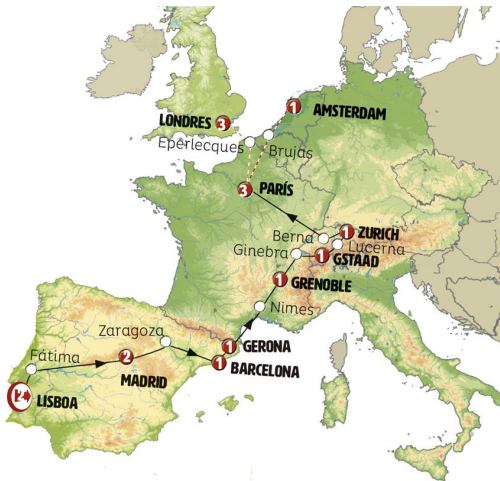 1
AMSTERDAM
LONDRES 3
Eperlecques
Brujas
3 PARÍS
Berna
1 ZURICH
Lucerna
Ginebra
1
GSTAAD
1
GRENOBLE
Nimes
Zaragoza
1 GERONA
Fátima
2
MADRID
1 BARCELONA
2 LISBOA